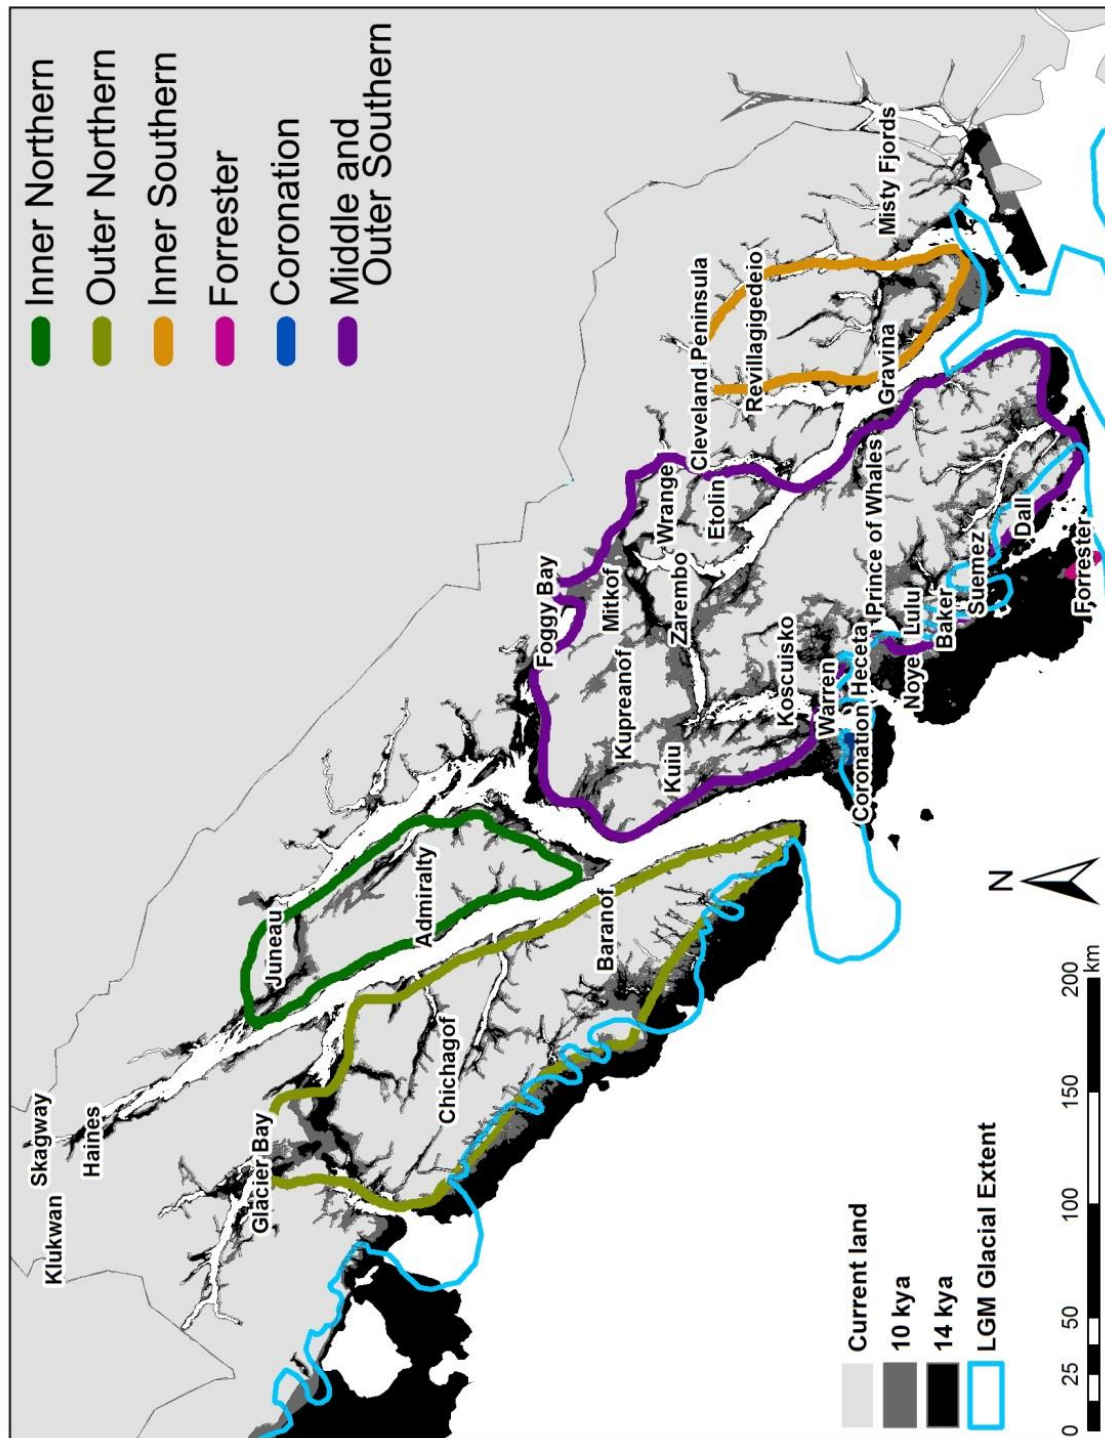 Inner Northern
Outer Northern
Inner Southern
Forrester
Coronation
Middle and
Outer Southern
Skagway
Klukwan
Haines
Glacier Bay
Juneau
Chichagof
Admiralty
Baranof
Foggy Bay
Mitkof
Kupreanof
Wrange
Kuiu
Zarembo
Etolin
Cleveland Peninsula
Revillagigedeio
Koscuisko
Warren
Coronation
Heceta
Prince of Whales
Gravina
Misty Fjords
Noye
Lulu
Baker
Suemez
Dall
Forrester
N
Current land
10 kya
14 kya
LGM Glacial Extent
0 25 50 100 150 200
km